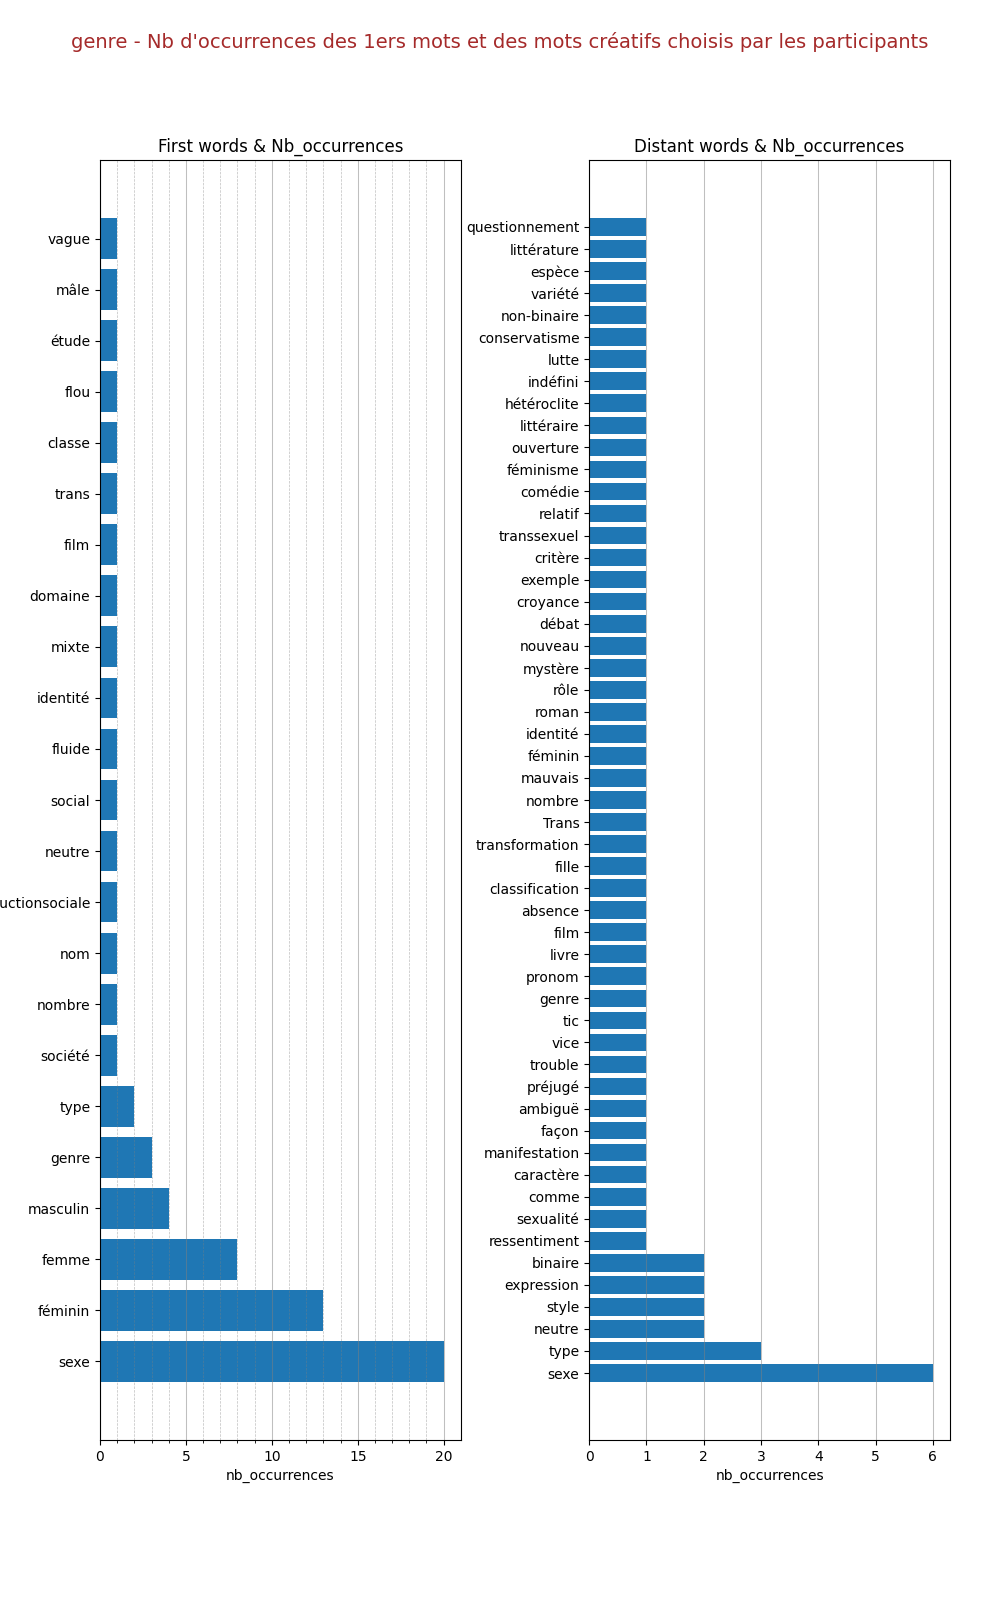 genre - Nb d'occurrences des 1ers mots et des mots créatifs choisis par les participants
First words & Nb_occurrences
vague
mâle
étude
flou
classe
trans
film
domaine
mixte
identité
fluide
social
neutre
uctionsociale
nom
nombre
société
type
genre
masculin
femme
féminin
sexe
0 5 10 15 20
nb_occurrences
Distant words & Nb_occurrences
questionnement
littérature
espèce
variété
non-binaire
conservatisme
lutte
indéfini
hétéroclite
littéraire
ouverture
féminisme
comédie
relatif
transsexuel
critère
exemple
croyance
débat
nouveau
mystère
rôle
roman
identité
féminin
mauvais
nombre
Trans
transformation
fille
classification
absence
film
livre
pronom
genre
tic
vice
trouble
préjugé
ambiguë
façon
manifestation
caractère
comme
sexualité
ressentiment
binaire
expression
style
neutre
type
sexe
0 1 2 3 4 5 6
nb_occurrences